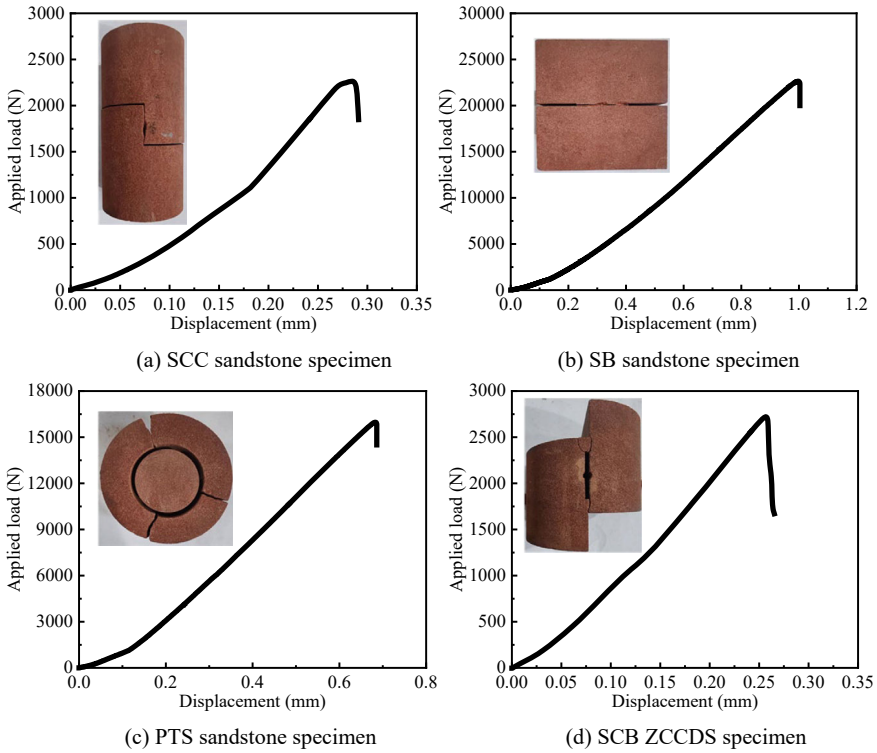 3000
2500
2000
1500
1000
500
0
Applied load (N)
0.00 0.05 0.10 0.15 0.20 0.25 0.30 0.35
Displacement (mm)
(a) SCC sandstone specimen
30000
25000
20000
15000
10000
5000
0
Applied load (N)
0.0 0.2 0.4 0.6 0.8 1.0 1.2
Displacement (mm)
(b) SB sandstone specimen
18000
15000
12000
9000
6000
3000
0
Applied load (N)
0.0 0.2 0.4 0.6 0.8
Displacement (mm)
(c) PTS sandstone specimen
3000
2500
2000
1500
1000
500
0
Applied load (N)
0.00 0.05 0.10 0.15 0.20 0.25 0.30 0.35
Displacement (mm)
(d) SCB ZCCDS specimen